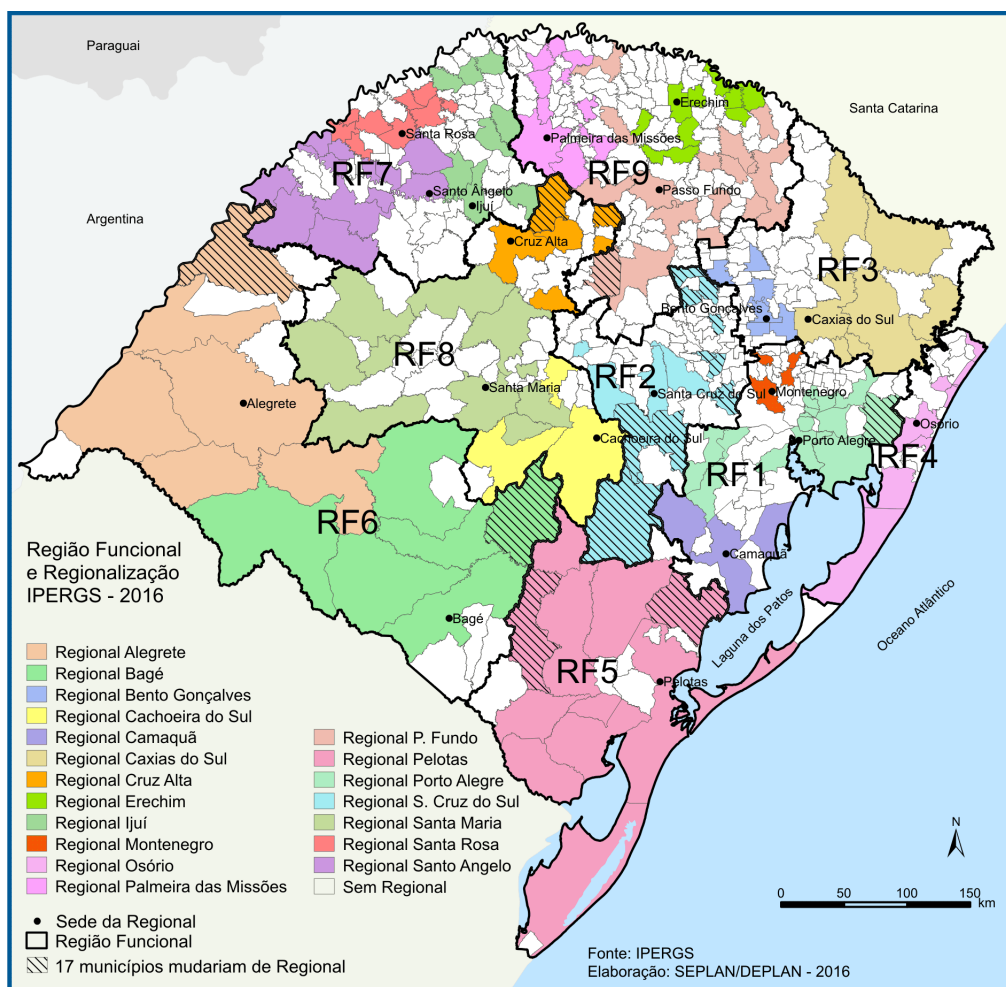 Paraguai
Santa Catarina
Argentina
Erechim
Santa Rosa
Palmeira das Missões
RF7
RF9
Santo Ângelo
Passo Fundo
Ijuí
Cruz Alta
RF3
Bento Gonçalves
Caxias do Sul
RF8
RF2
Santa Maria
Santa Cruz do Sul
Montenegro
Alegrete
Osório
Cachoeira do Sul
Porto Alegre
RF4
RF1
RF6
Camaquã
Bagé
Laguna dos Patos
Oceano Atlântico
RF5
Pelotas
Região Funcional
e Regionalização
IPERGS - 2016
Regional Alegrete
Regional Bagé
Regional Bento Gonçalves
Regional Cachoeira do Sul
Regional Camaquã
Regional Caxias do Sul
Regional Cruz Alta
Regional Erechim
Regional Ijuí
Regional Montenegro
Regional Osório
Regional Palmeira das Missões
Regional P. Fundo
Regional Pelotas
Regional Porto Alegre
Regional S. Cruz do Sul
Regional Santa Maria
Regional Santa Rosa
Regional Santo Angelo
Sem Regional
Sede da Regional
Região Funcional
17 municípios mudariam de Regional
N
0 50 100 150
km
Fonte: IPERGS
Elaboração: SEPLAN/DEPLAN - 2016